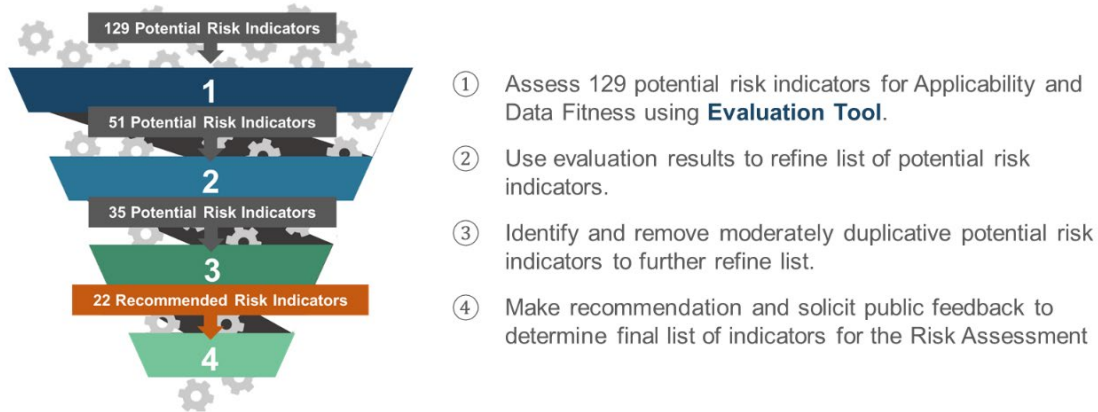 129 Potential Risk Indicators
1
51 Potential Risk Indicators
2
35 Potential Risk Indicators
3
22 Recommended Risk Indicators
4
① Assess 129 potential risk indicators for Applicability and
Data Fitness using Evaluation Tool.
② Use evaluation results to refine list of potential risk
indicators.
③ Identify and remove moderately duplicative potential risk
indicators to further refine list.
④ Make recommendation and solicit public feedback to
determine final list of indicators for the Risk Assessment